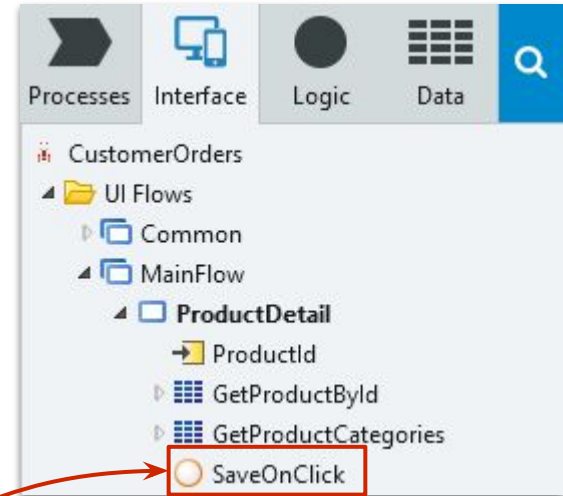 Processes Interface Logic Data
CustomerOrders
UI Flows
Common
MainFlow
ProductDetail
ProductId
GetProductById
GetProductCategories
SaveOnClick